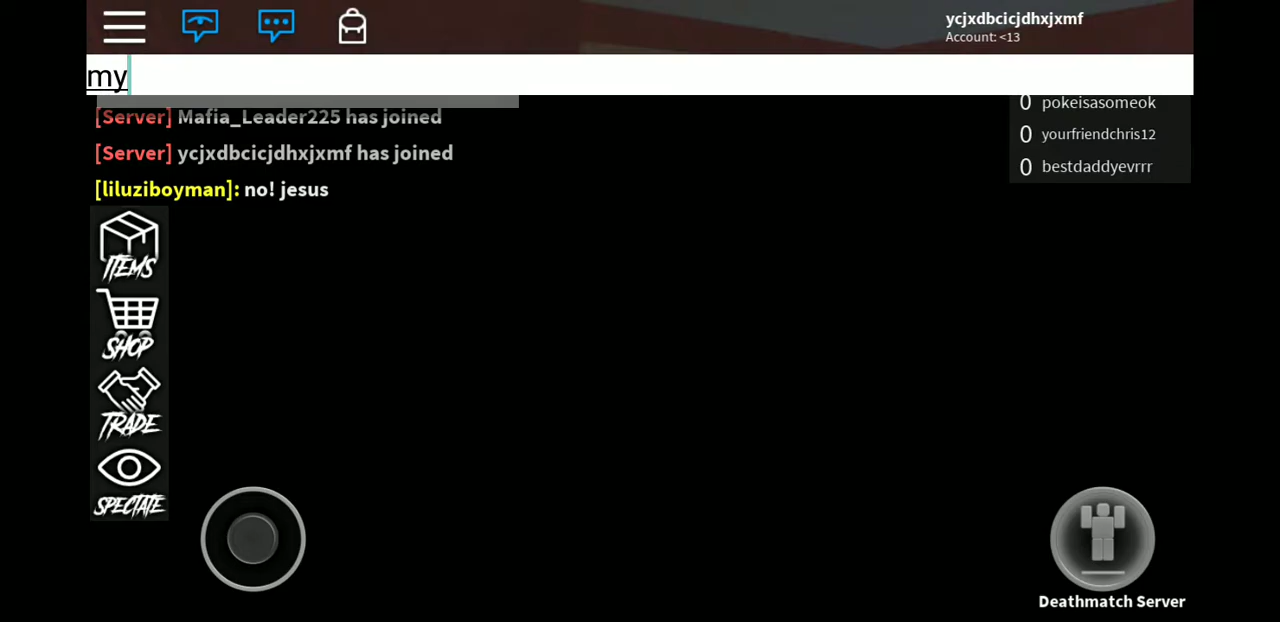 ycjxdbcicjdhxjxmf
Account: <13
my
[Server] Mafia_Leader225 has joined
[Server] ycjxdbcicjdhxjxmf has joined
[liluziboyman]: no! jesus
0 pokeisasomeok
0 yourfriendchris12
0 bestdaddyevrrr
ITEMS
SHOP
TRADE
SPECTATE
Deathmatch Server